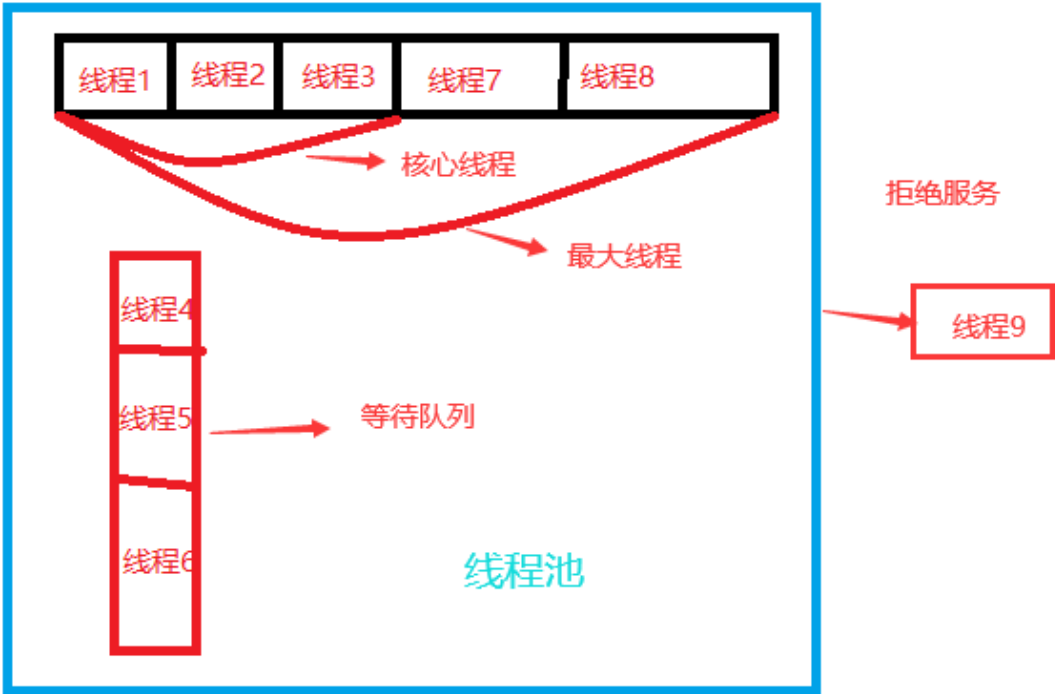 线程1
线程2
线程3
线程7
线程8
核心线程
拒绝服务
最大线程
线程4
线程9
线程5
等待队列
线程6
线程池